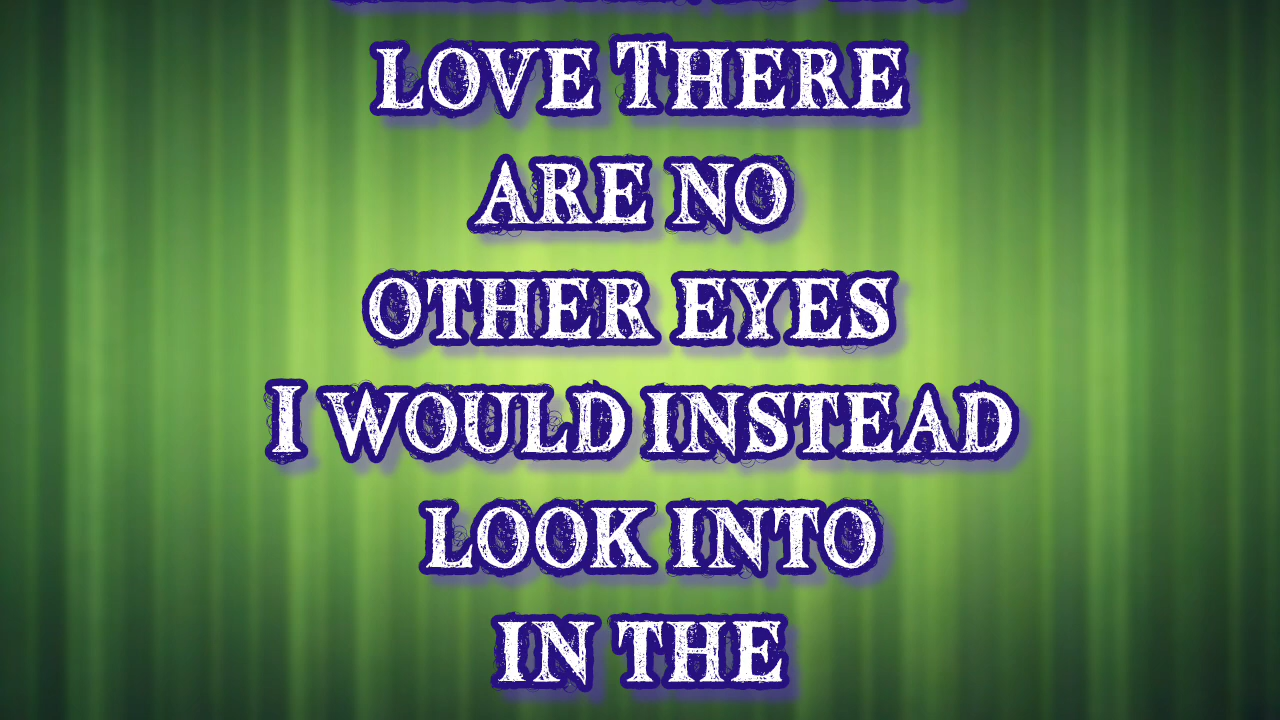 LOVE THERE
ARE NO
OTHER EYES
I WOULD INSTEAD
LOOK INTO
IN THE